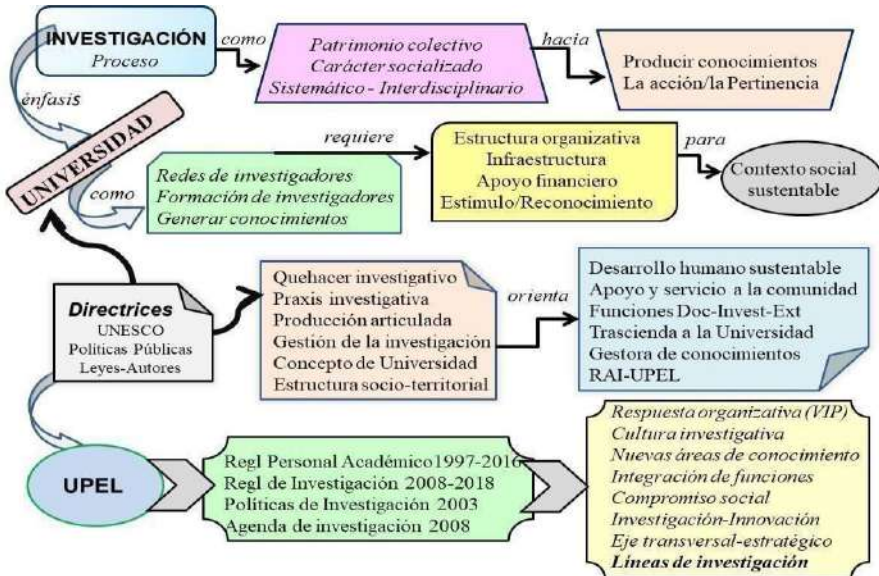 INVESTIGACIÓN
Proceso
como
Patrimonio colectivo
Carácter socializado
Sistemático - Interdisciplinario
hacia
Producir conocimientos
La acción/la Pertinencia
énfasis
UNIVERSIDAD
como
Redes de investigadores
Formación de investigadores
Generar conocimientos
requiere
Estructura organizativa
Infraestructura
Apoyo financiero
Estimulo/Reconocimiento
para
Contexto social
sustentable
Directrices
UNESCO
Políticas Públicas
Leyes-Autores
Quehacer investigativo
Praxis investigativa
Producción articulada
Gestión de la investigación
Concepto de Universidad
Estructura socio-territorial
orienta
Desarrollo humano sustentable
Apoyo y servicio a la comunidad
Funciones Doc-Invest-Ext
Trascienda a la Universidad
Gestora de conocimientos
RAI-UPEL
UPEL
Regl Personal Académico1997-2016
Regl de Investigación 2008-2018
Políticas de Investigación 2003
Agenda de investigación 2008
Respuesta organizativa (VIP)
Cultura investigativa
Nuevas áreas de conocimiento
Integración de funciones
Compromiso social
Investigación-Innovación
Eje transversal-estratégico
Líneas de investigación